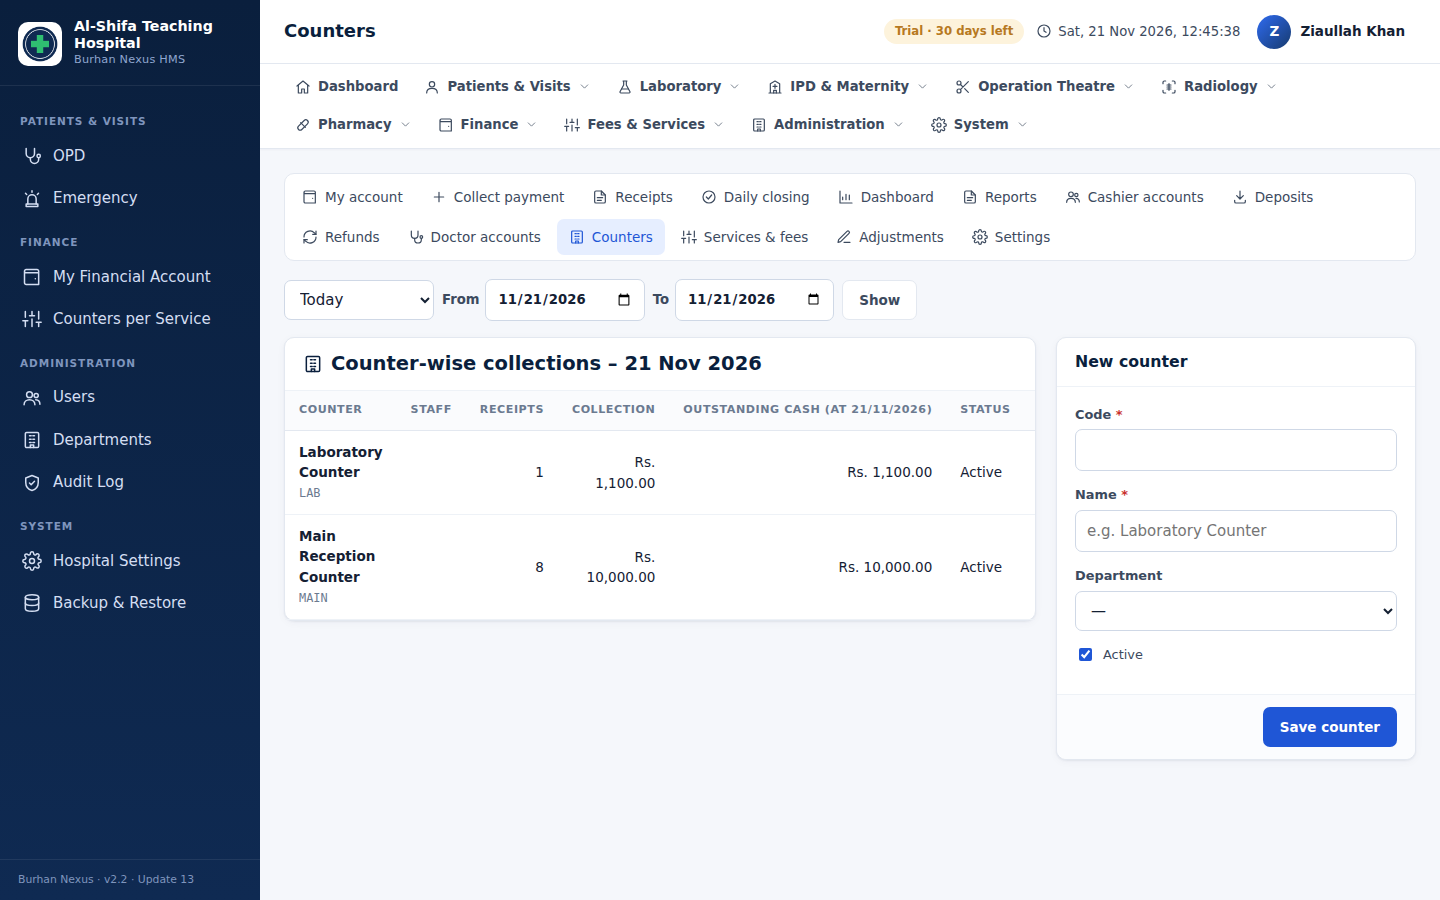 Al-Shifa Teaching
Hospital
Burhan Nexus HMS
PATIENTS & VISITS
OPD
Emergency
FINANCE
My Financial Account
Counters per Service
ADMINISTRATION
Users
Departments
Audit Log
SYSTEM
Hospital Settings
Backup & Restore
Burhan Nexus · v2.2 · Update 13
Counters
Trial · 30 days left
Sat, 21 Nov 2026, 12:45:38
Z
Ziaullah Khan
Dashboard
Patients & Visits
Laboratory
IPD & Maternity
Operation Theatre
Radiology
Pharmacy
Finance
Fees & Services
Administration
System
My account
Collect payment
Receipts
Daily closing
Dashboard
Reports
Cashier accounts
Deposits
Refunds
Doctor accounts
Counters
Services & fees
Adjustments
Settings
Today
From
11/21/2026
To
11/21/2026
Show
Counter-wise collections – 21 Nov 2026
COUNTER STAFF RECEIPTS COLLECTION OUTSTANDING CASH (AT 21/11/2026) STATUS
Laboratory
Counter
LAB
1
Rs.
1,100.00
Rs. 1,100.00
Active
Main
Reception
Counter
MAIN
8
Rs.
10,000.00
Rs. 10,000.00
Active
New counter
Code *
Name *
e.g. Laboratory Counter
Department
—
Active
Save counter